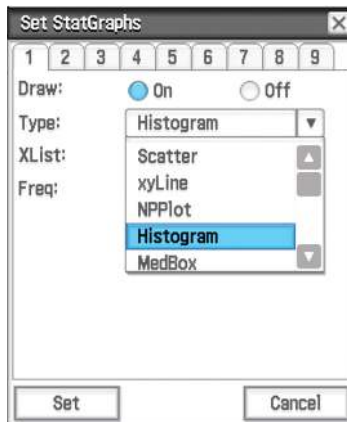 Set StatGraphs
1 2 3 4 5 6 7 8 9
Draw: On Off
Type: Histogram
XList: Scatter
xyLine
Freq:
NPPlot
Histogram
MedBox
Set Cancel